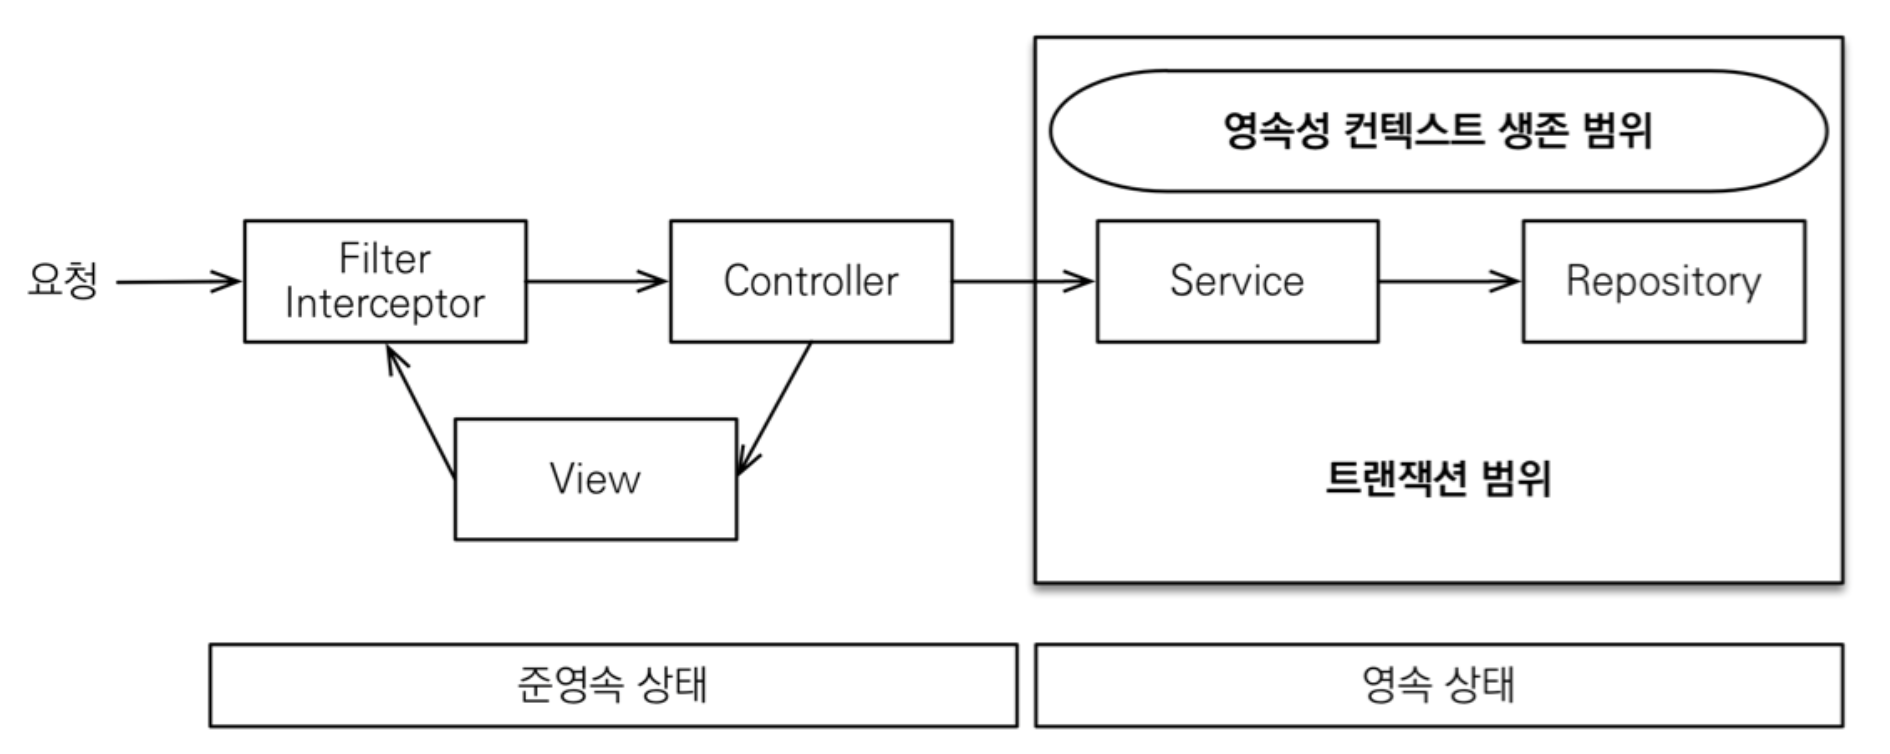 영속성 컨텍스트 생존 범위
요청
Filter
Interceptor
Controller
Service
Repository
View
트랜잭션 범위
준영속 상태
영속 상태